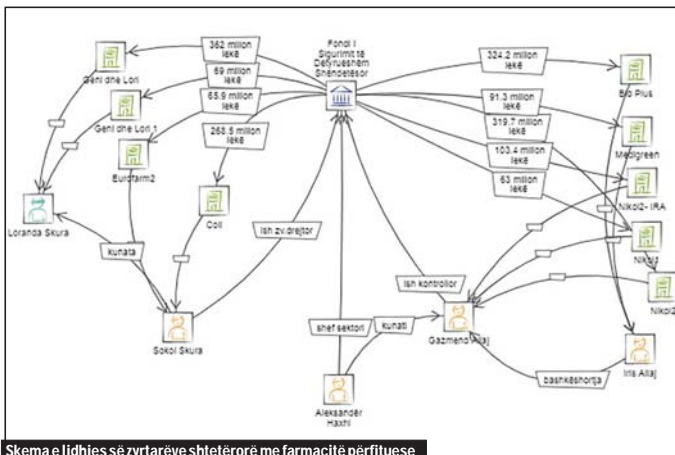 Fondi i
Sigurimit të
Detyrueshëm
Shëndetësor
362 milion
lekë
69 milion
lekë
65.9 milion
lekë
268.5 milion
lekë
324.2 milion
lekë
91.3 milion
lekë
319.7 milion
lekë
103.4 milion
lekë
63 milion
lekë
Geni dhe Lori
Geni dhe Lori 1
Eurofarm2
Coli
Loranda Skura
kunata
Sokol Skura
ish zv.drejtor
shef sektori
kunati
ish kontrollor
Aleksandër
Haxhi
Gazmend Allaj
bashkëshortja
Iris Allaj
Bio Plus
Medigreen
Nikol2- IRA
Nikol1
Nikol2
Skema e lidhjes së zyrtarëve shtetërorë me farmacitë përfituese